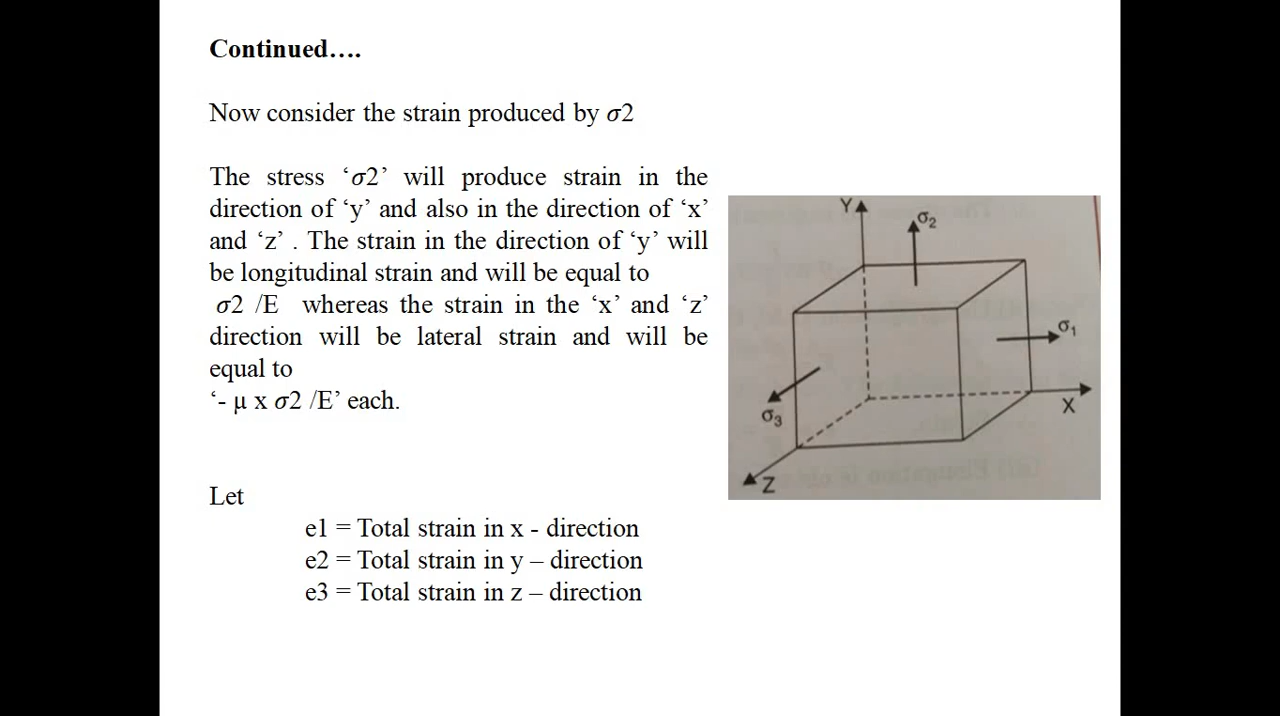 Continued….
Now consider the strain produced by σ2
The stress ‘σ2’ will produce strain in the
direction of ‘y’ and also in the direction of ‘x’
and ‘z’ . The strain in the direction of ‘y’ will
be longitudinal strain and will be equal to
σ2 /E whereas the strain in the ‘x’ and ‘z’
direction will be lateral strain and will be
equal to
‘- µ x σ2 /E’ each.
Let
e1 = Total strain in x - direction
e2 = Total strain in y – direction
e3 = Total strain in z – direction
Y
σ2
σ1
X
σ3
Z